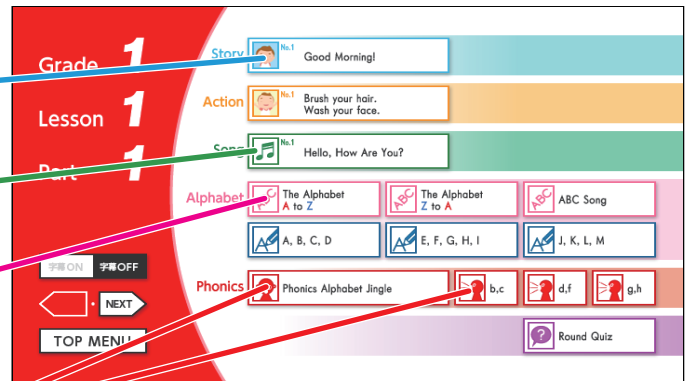 Grade 1
Lesson 1
Part 1
字幕ON 字幕OFF
NEXT
TOP MENU
Story
No.1 Good Morning!
Action
No.1 Brush your hair.
Wash your face.
Song
No.1 Hello, How Are You?
Alphabet
ABC The Alphabet
A to Z
ABC The Alphabet
Z to A
ABC ABC Song
A A, B, C, D
A E, F, G, H, I
A J, K, L, M
Phonics
Phonics Alphabet Jingle
b,c
d,f
g,h
? Round Quiz